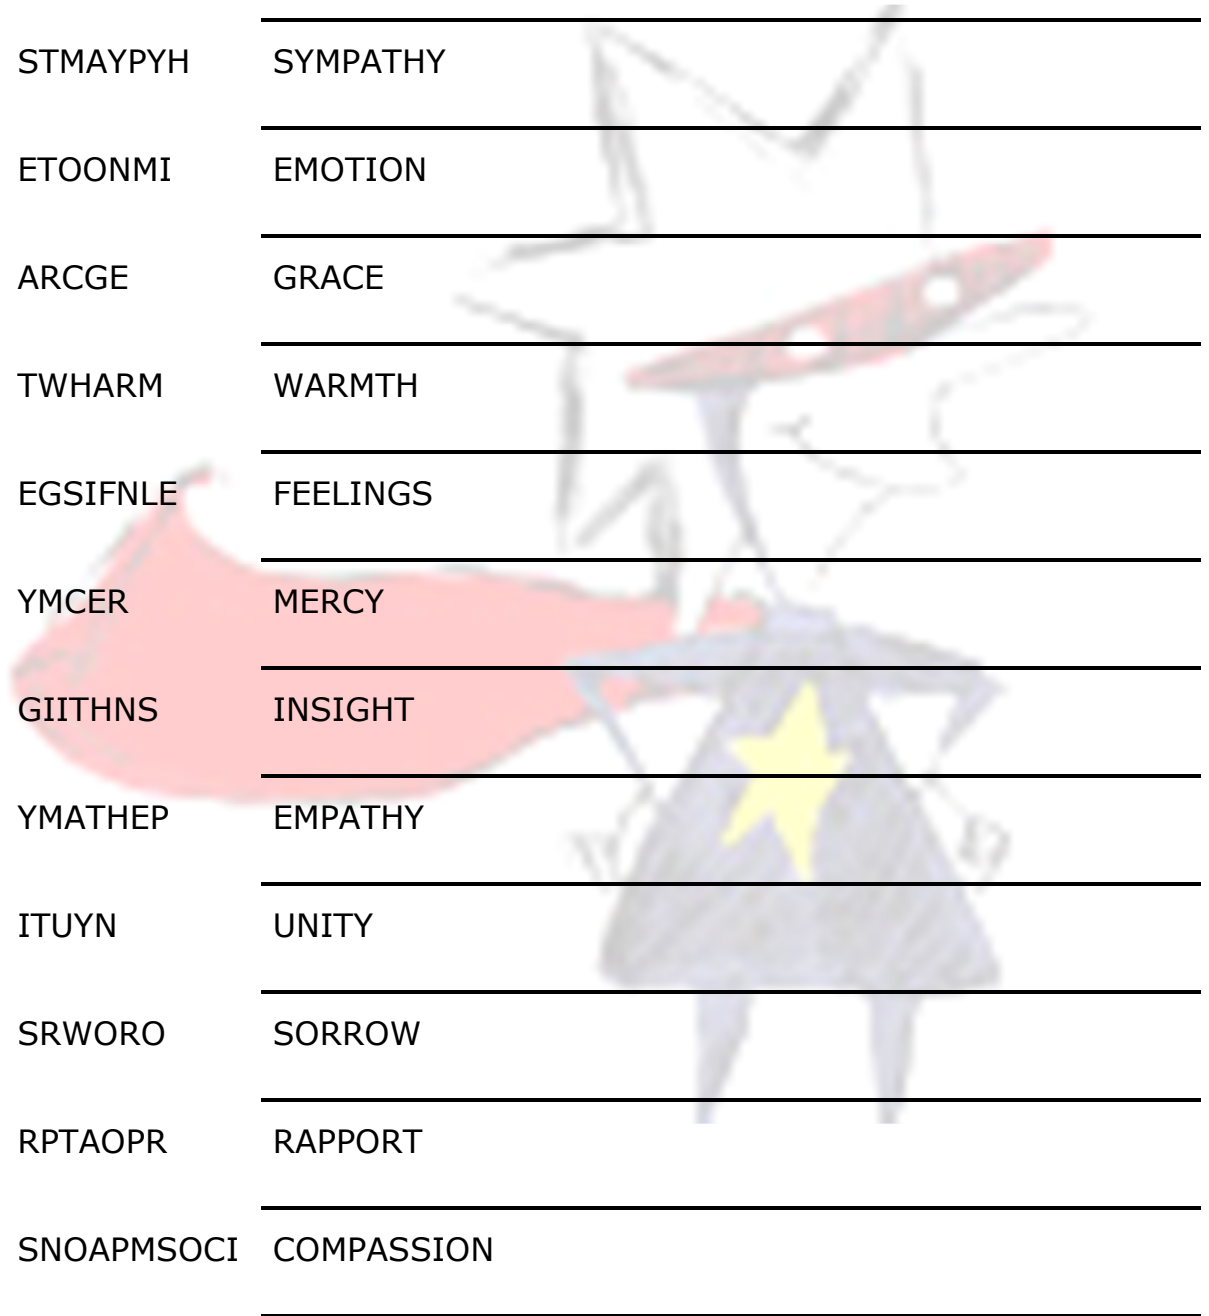 STMAYPYH SYMPATHY
ETOONMI EMOTION
ARCGE GRACE
TWHARM WARMTH
EGSIFNLE FEELINGS
YMCER MERCY
GIITHNS INSIGHT
YMATHEP EMPATHY
ITUYN UNITY
SRWORO SORROW
RPTAOPR RAPPORT
SNOAPMSOCI COMPASSION